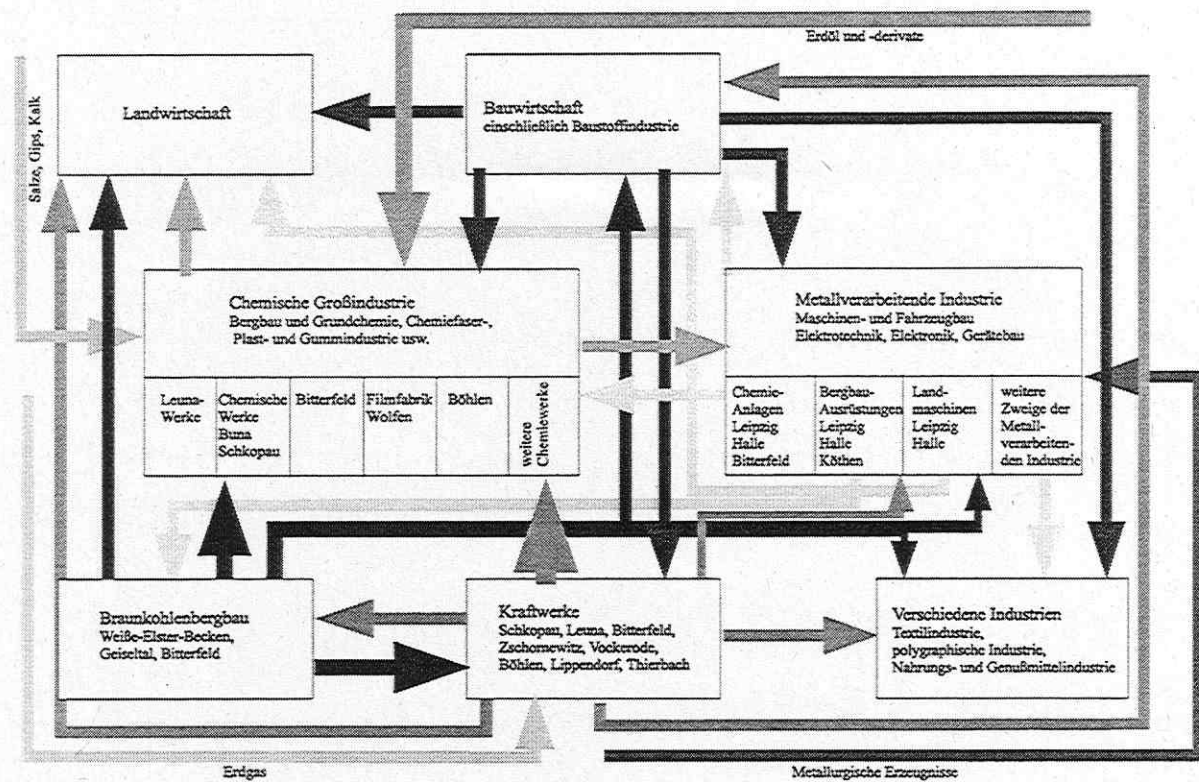 Erdöl und -derivate
Salze, Gips, Kalk
Landwirtschaft
Bauwirtschaft
einschließlich Baustoffindustrie
Chemische Großindustrie
Bergbau und Grundchemie, Chemiefaser-,
Plast- und Gummindustrie usw.
Leuna-
Werke
Chemische
Werke
Buna
Schkopau
Bitterfeld
Filmfabrik
Wolfen
Böhlen
weitere
Chemiewerke
Metallverarbeitende Industrie
Maschinen- und Fahrzeugbau
Elektrotechnik, Elektronik, Gerätebau
Chemie-
Anlagen
Leipzig
Halle
Bitterfeld
Bergbau-
Ausrüstungen
Leipzig
Halle
Köthen
Land-
maschinen
Leipzig
Halle
weitere
Zweige der
Metall-
verarbeiten-
den Industrie
Braunkohlenbergbau
Weiße-Elster-Becken,
Geiseltal, Bitterfeld
Kraftwerke
Schkopau, Leuna, Bitterfeld,
Zschornewitz, Vockerode,
Böhlen, Lippendorf, Thierbach
Verschiedene Industrien
Textilindustrie,
polygraphische Industrie,
Nahrungs- und Genußmittelindustrie
Erdgas
Metallurgische Erzeugnisse